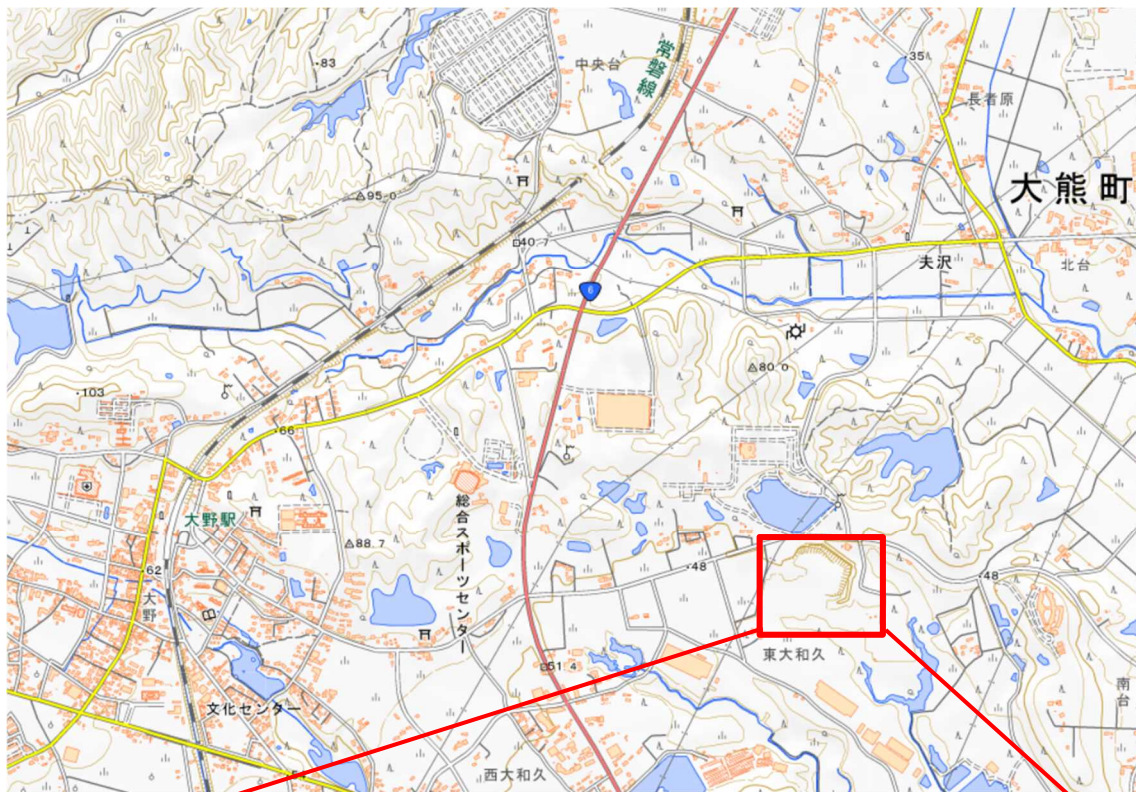 ・83
中央台
常磐線
・35
長者原
大熊町
△95.0
40.7
夫沢
北台
6
25
△80.0
・103
・66
大野駅
総合スポーツセンター
△88.7
・48
・48
62
大野
東大和久
51.4
南台
文化センター
西大和久